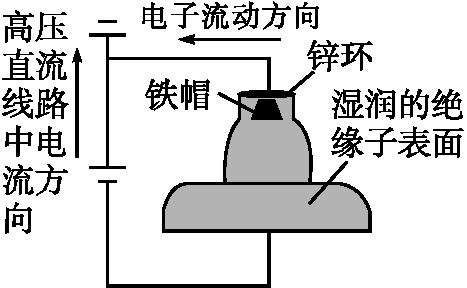 高压
直流
线路
中电
流方
向
电子流动方向
锌环
铁帽
湿润的绝
缘子表面